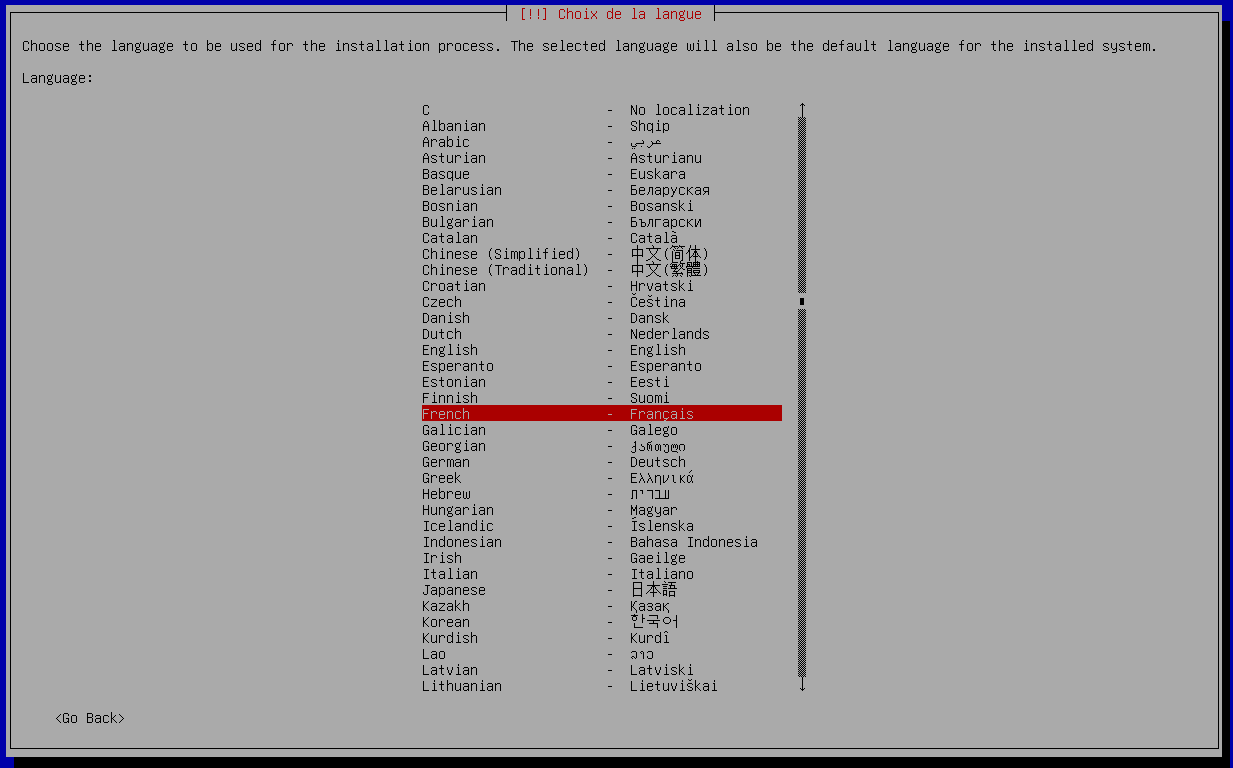 [!!] Choix de la langue
Choose the language to be used for the installation process. The selected language will also be the default language for the installed system.
Language:
C - No localization
Albanian - Shqip
Arabic - عربي
Asturian - Asturianu
Basque - Euskara
Belarusian - Беларуская
Bosnian - Bosanski
Bulgarian - Български
Catalan - Català
Chinese (Simplified) - 中文(简体)
Chinese (Traditional) - 中文(繁體)
Croatian - Hrvatski
Czech - Čeština
Danish - Dansk
Dutch - Nederlands
English - English
Esperanto - Esperanto
Estonian - Eesti
Finnish - Suomi
French - Français
Galician - Galego
Georgian - ქართული
German - Deutsch
Greek - Ελληνικά
Hebrew - עברית
Hungarian - Magyar
Icelandic - Íslenska
Indonesian - Bahasa Indonesia
Irish - Gaeilge
Italian - Italiano
Japanese - 日本語
Kazakh - Қазақ
Korean - 한국어
Kurdish - Kurdî
Lao - ລາວ
Latvian - Latviski
Lithuanian - Lietuviškai
<Go Back>